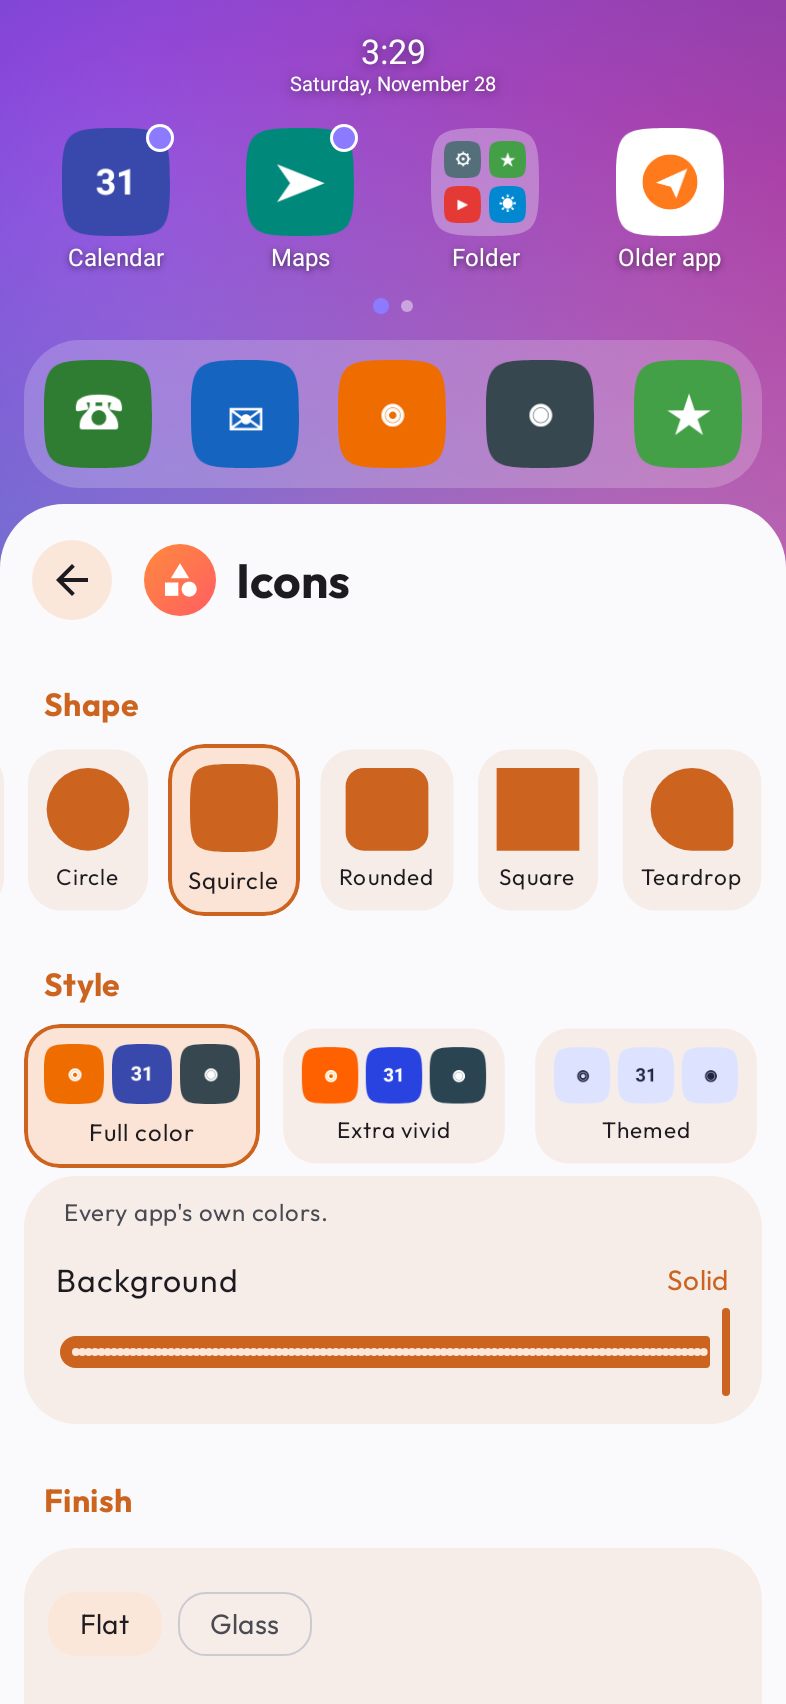 3:29
Saturday, November 28
31
Calendar
Maps
Folder
Older app
Icons
Shape
Circle
Squircle
Rounded
Square
Teardrop
Style
31
Full color
31
Extra vivid
31
Themed
Every app's own colors.
Background
Solid
Finish
Flat
Glass